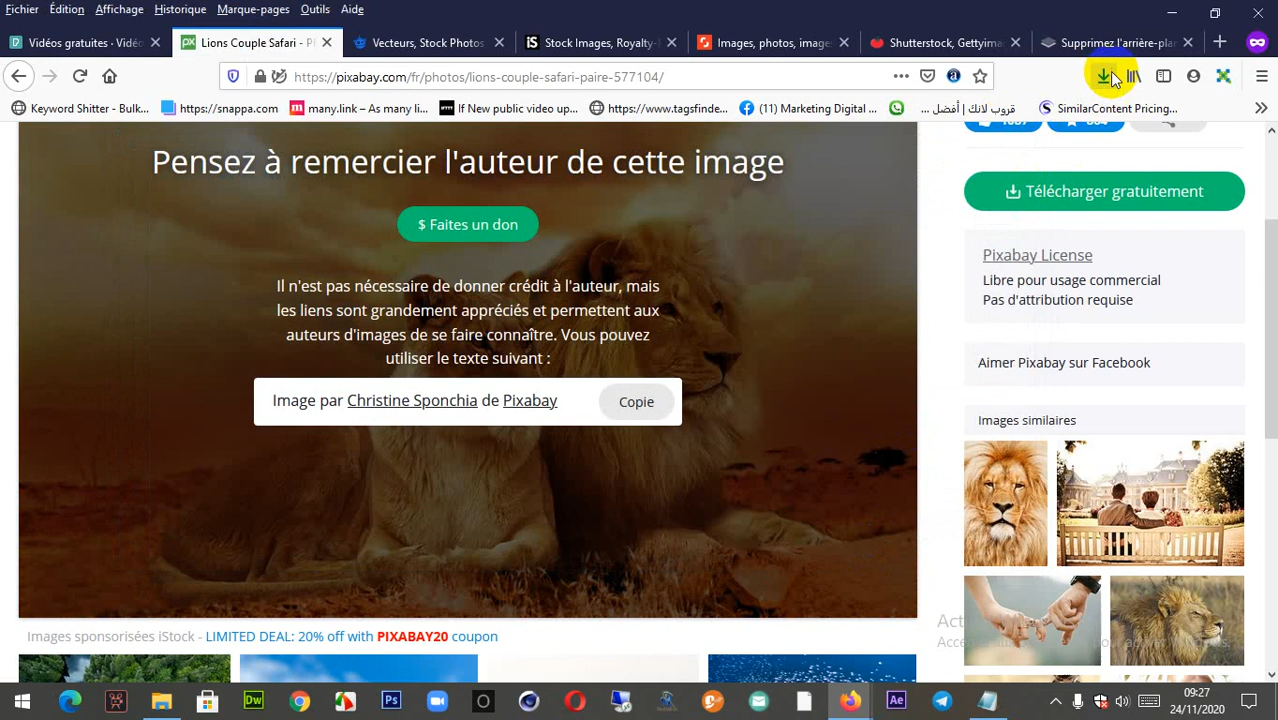 Fichier Édition Affichage Historique Marque-pages Outils Aide
Vidéos gratuites - Vidéo
Lions Couple Safari - P
Vecteurs, Stock Photos
Stock Images, Royalty-
Images, photos, image
Shutterstock, Gettyimag
Supprimez l'arrière-plan
https://pixabay.com/fr/photos/lions-couple-safari-paire-577104/
Keyword Shitter - Bulk...
https://snappa.com
many.link – As many li...
If New public video up...
https://www.tagsfinde...
(11) Marketing Digital ...
قروب لانك | أفضل ...
SimilarContent Pricing...
Pensez à remercier l'auteur de cette image
$ Faites un don
Il n'est pas nécessaire de donner crédit à l'auteur, mais
les liens sont grandement appréciés et permettent aux
auteurs d'images de se faire connaître. Vous pouvez
utiliser le texte suivant :
Image par Christine Sponchia de Pixabay
Copie
Télécharger gratuitement
Pixabay License
Libre pour usage commercial
Pas d'attribution requise
Aimer Pixabay sur Facebook
Images similaires
Images sponsorisées iStock - LIMITED DEAL: 20% off with PIXABAY20 coupon
09:27
24/11/2020